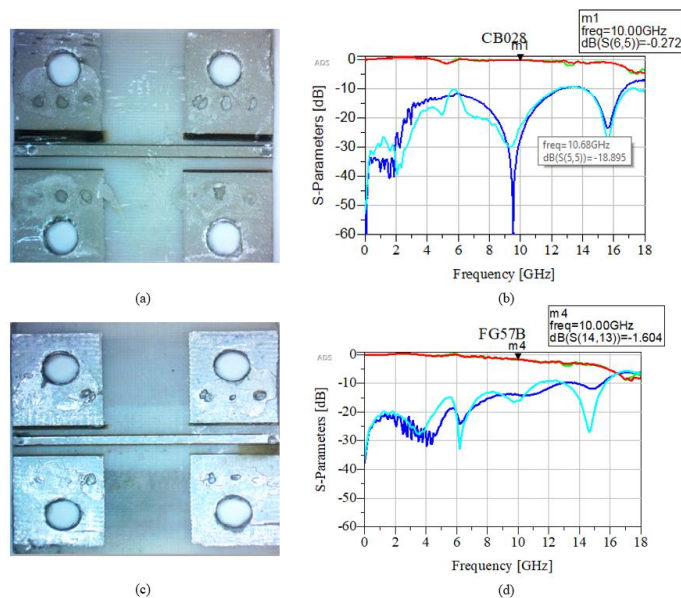 (a)
CB028
m1
m1
freq=10.00GHz
dB(S(6,5))=-0.272
ADS
S-Parameters [dB]
0
-10
-20
-30
-40
-50
-60
freq=10.68GHz
dB(S(5,5))=-18.895
0 2 4 6 8 10 12 14 16 18
Frequency [GHz]
(b)
(c)
FG57B
m4
m4
freq=10.00GHz
dB(S(14,13))=-1.604
ADS
S-Parameters [dB]
0
-10
-20
-30
-40
-50
-60
0 2 4 6 8 10 12 14 16 18
Frequency [GHz]
(d)